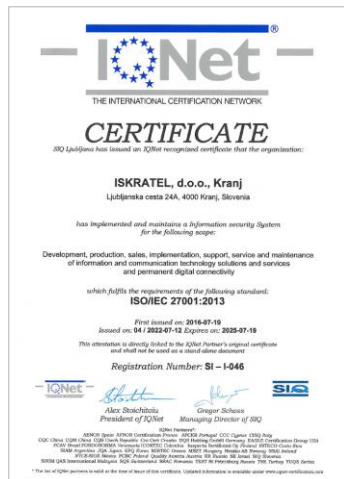 IQNet ®
THE INTERNATIONAL CERTIFICATION NETWORK
CERTIFICATE
SIQ Ljubljana has issued an IQNet recognized certificate that the organization:
ISKRATEL, d.o.o., Kranj
Ljubljanska cesta 24A, 4000 Kranj, Slovenia
has implemented and maintains a Information security System
for the following scope:
Development, production, sales, implementation, support, service and maintenance
of information and communication technology solutions and services
and permanent digital connectivity
which fulfils the requirements of the following standard:
ISO/IEC 27001:2013
First issued on: 2016-07-19
Issued on: 04 / 2022-07-12 Expires on: 2025-07-19
This attestation is directly linked to the IQNet Partner's original certificate
and shall not be used as a stand-alone document
Registration Number: SI – I-046
IQNet
SIQ
Alex Stoichitoiu
President of IQNet
Gregor Schoss
Managing Director of SIQ
IQNet Partners*: